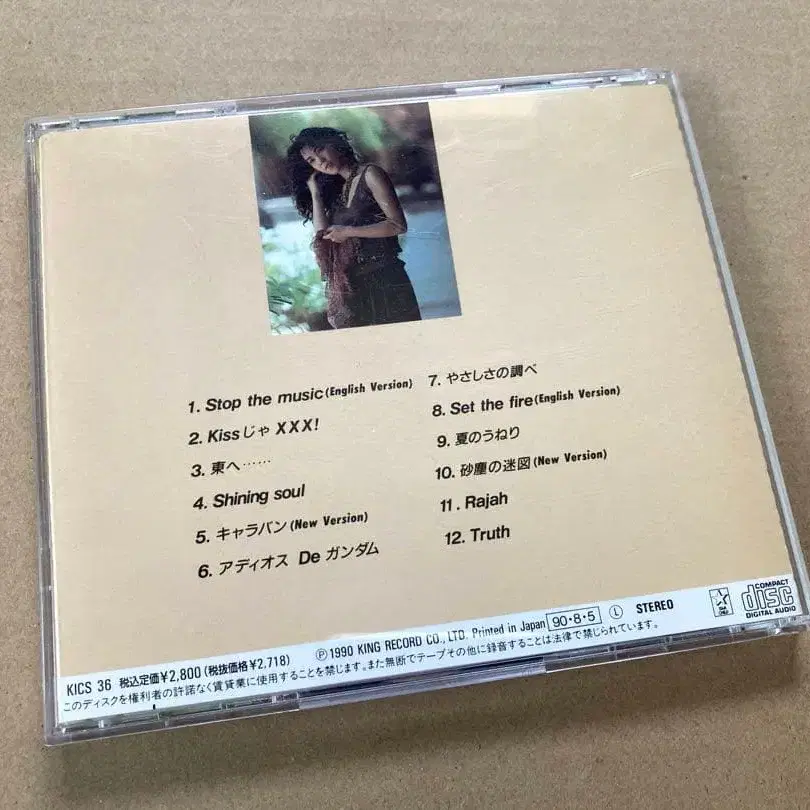 1. Stop the music(English Version)
2. Kissじゃ XXX!
3. 東へ……
4. Shining soul
5. キャラバン(New Version)
6. アディオス De ガンダム
7. やさしさの調べ
8. Set the fire(English Version)
9. 夏のうねり
10. 砂塵の迷図(New Version)
11. Rajah
12. Truth
KICS 36 税込定価¥2,800(税抜価格¥2,718) Ⓟ1990 KING RECORD CO., LTD. Printed in Japan 90・8・5 Ⓛ STEREO
このディスクを権利者の許諾なく賃貸業に使用することを禁じます。また無断でテープその他に録音することは法律で禁じられています。
COMPACT
disc
DIGITAL AUDIO